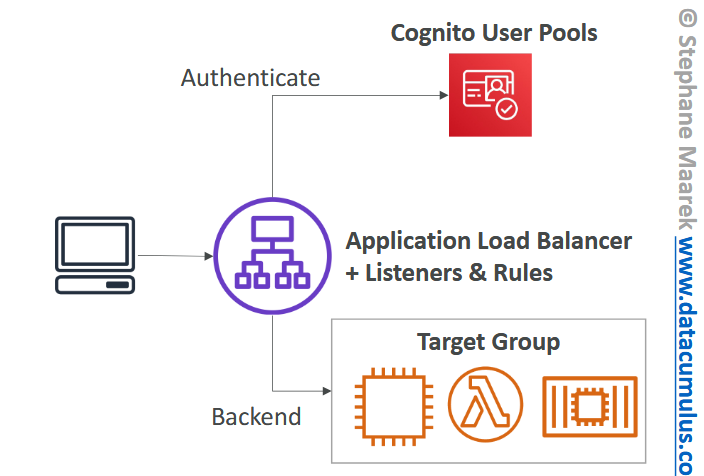 Cognito User Pools
Authenticate
Application Load Balancer
+ Listeners & Rules
Target Group
Backend
© Stephane Maarek www.datacumulus.co